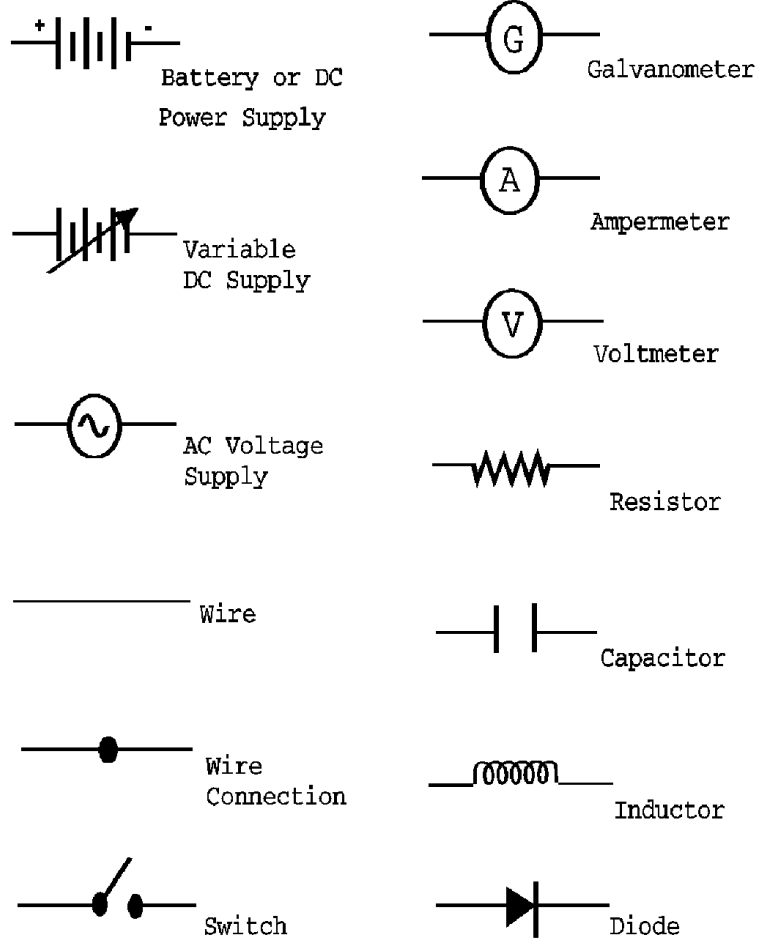 + -
Battery or DC
Power Supply
Variable
DC Supply
AC Voltage
Supply
Wire
Wire
Connection
Switch
G
Galvanometer
A
Ampermeter
V
Voltmeter
Resistor
Capacitor
Inductor
Diode